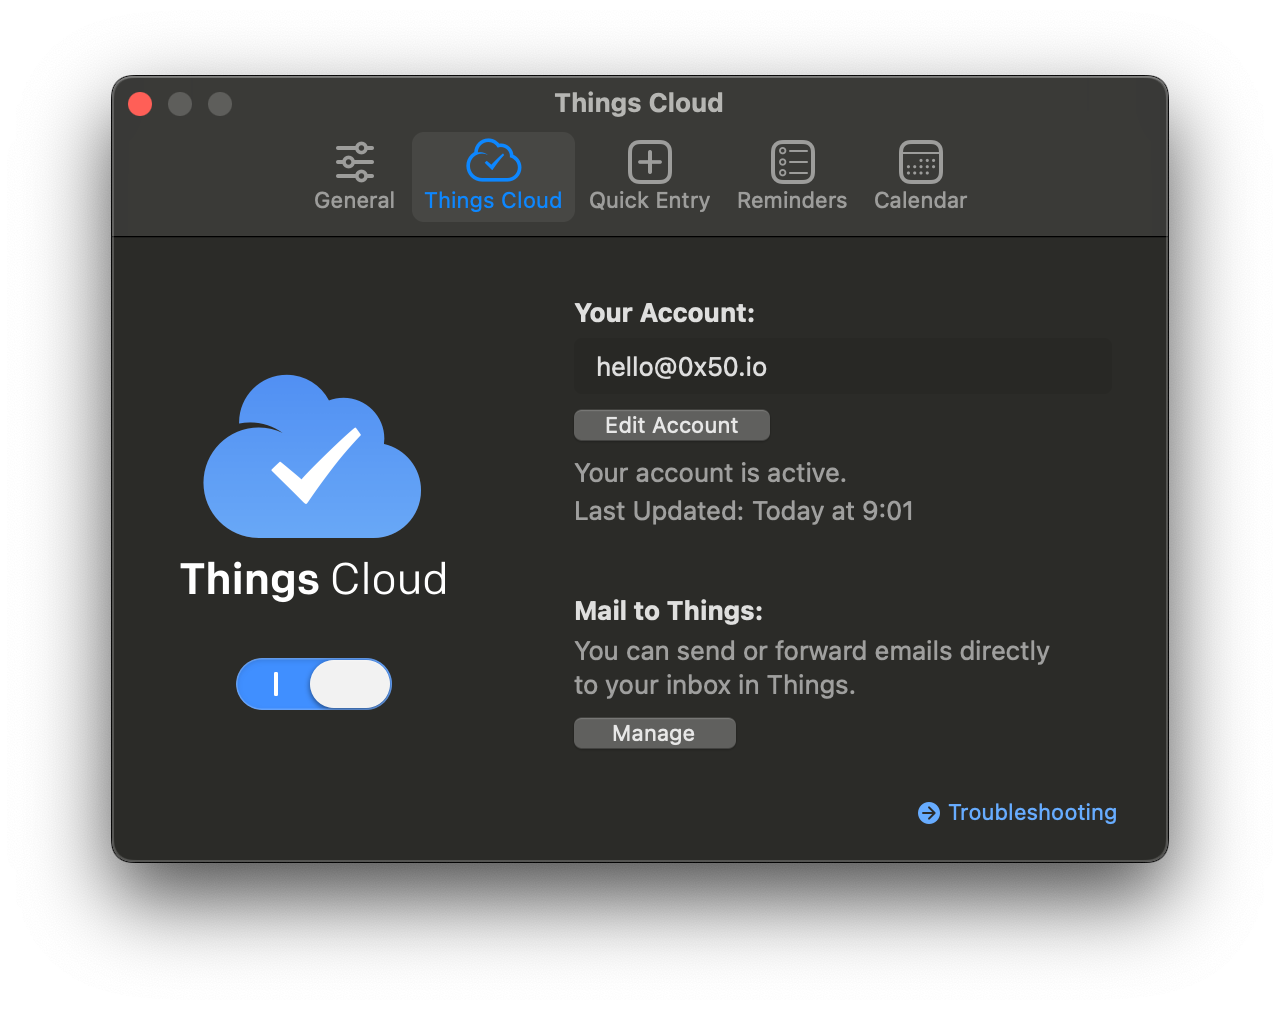 Things Cloud
General
Things Cloud
Quick Entry
Reminders
Calendar
Your Account:
hello@0x50.io
Edit Account
Your account is active.
Last Updated: Today at 9:01
Things Cloud
Mail to Things:
You can send or forward emails directly
to your inbox in Things.
Manage
Troubleshooting